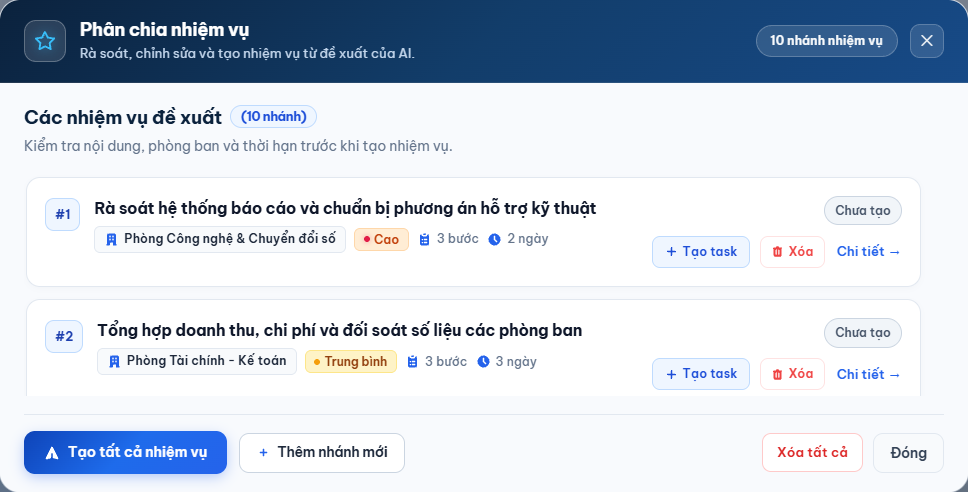 Phân chia nhiệm vụ
Rà soát, chỉnh sửa và tạo nhiệm vụ từ đề xuất của AI.
10 nhánh nhiệm vụ
Các nhiệm vụ đề xuất (10 nhánh)
Kiểm tra nội dung, phòng ban và thời hạn trước khi tạo nhiệm vụ.
#1 Rà soát hệ thống báo cáo và chuẩn bị phương án hỗ trợ kỹ thuật Chưa tạo
Phòng Công nghệ & Chuyển đổi số Cao 3 bước 2 ngày
+ Tạo task Xóa Chi tiết →
#2 Tổng hợp doanh thu, chi phí và đối soát số liệu các phòng ban Chưa tạo
Phòng Tài chính - Kế toán Trung bình 3 bước 3 ngày
+ Tạo task Xóa Chi tiết →
Tạo tất cả nhiệm vụ + Thêm nhánh mới Xóa tất cả Đóng